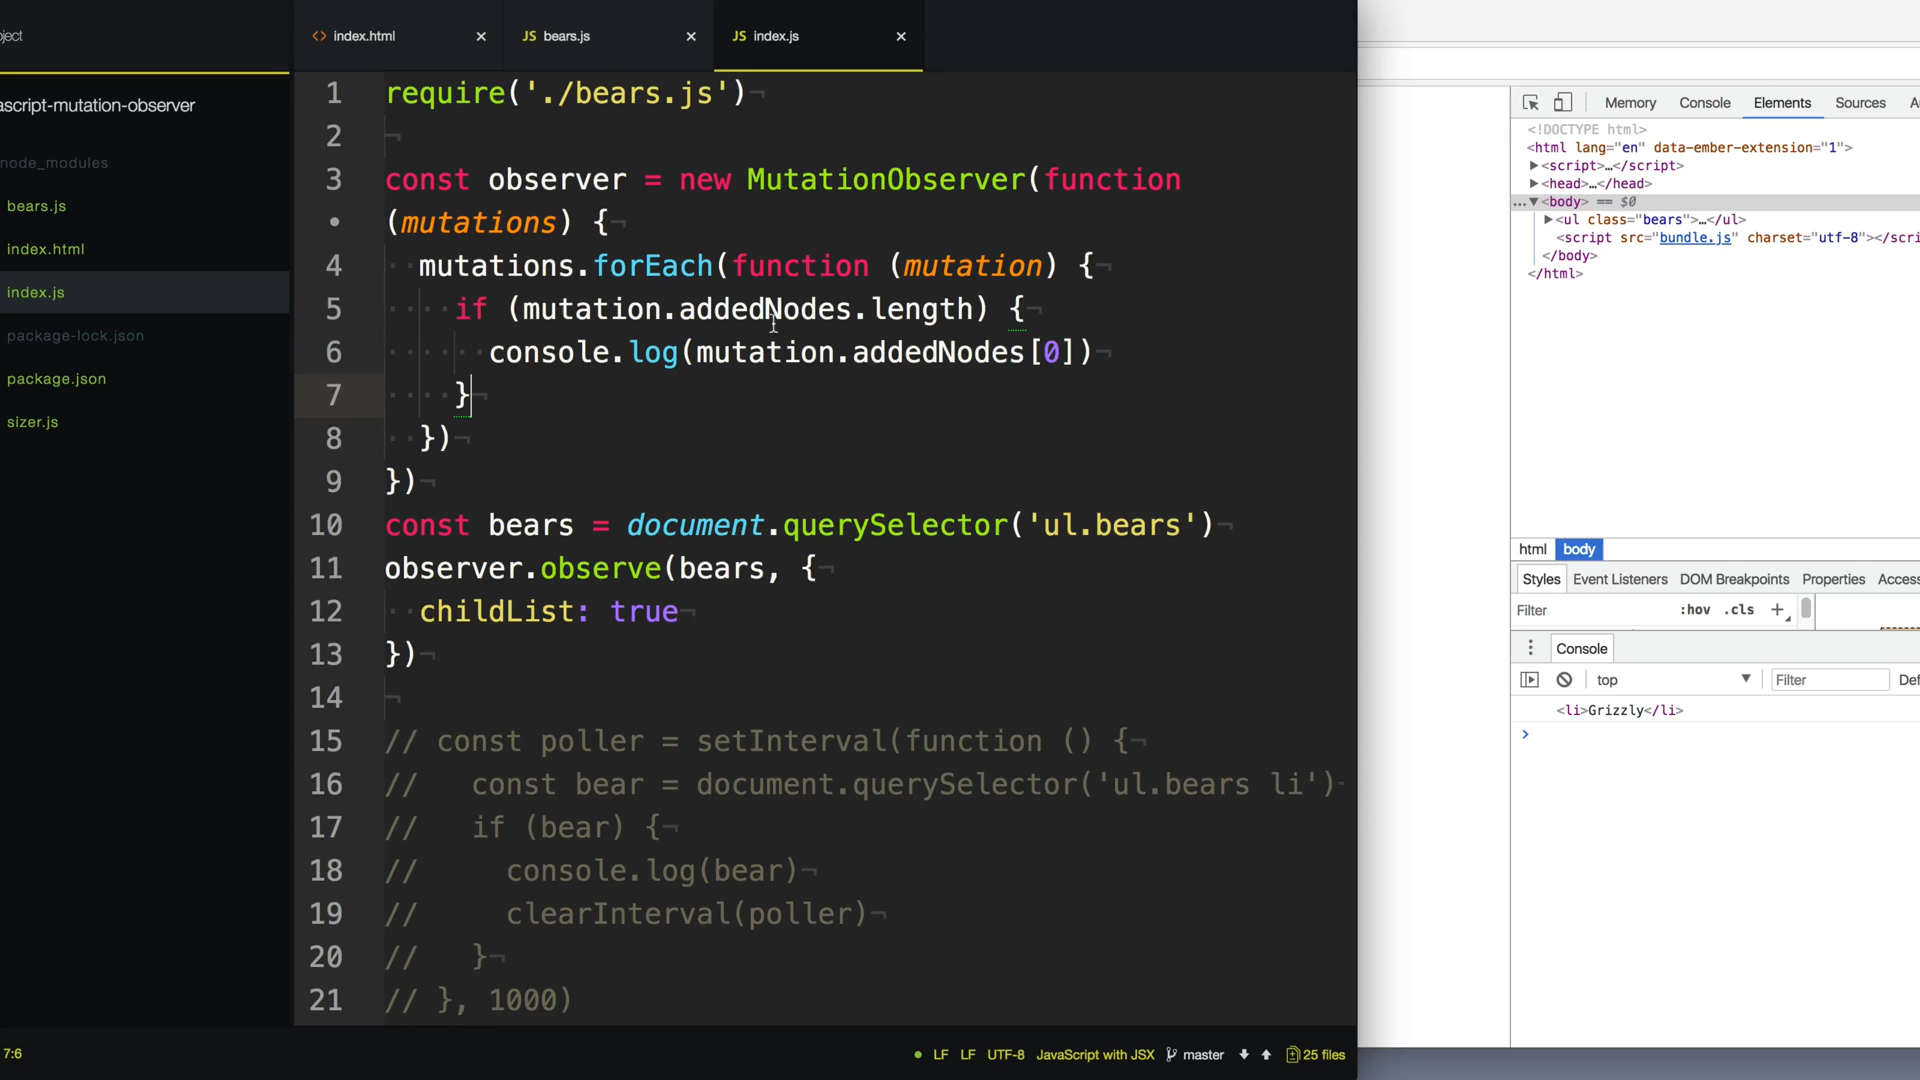 oject
index.html
JS bears.js
JS index.js
ascript-mutation-observer
node_modules
bears.js
index.html
index.js
package-lock.json
package.json
sizer.js
1 require('./bears.js')¬
2 ¬
3 const observer = new MutationObserver(function
• (mutations) {¬
4 ··mutations.forEach(function (mutation) {¬
5 ····if (mutation.addedNodes.length) {¬
6 ······console.log(mutation.addedNodes[0])¬
7 ····}¬
8 ··})¬
9 })¬
10 const bears = document.querySelector('ul.bears')¬
11 observer.observe(bears, {¬
12 ··childList: true¬
13 })¬
14 ¬
15 // const poller = setInterval(function () {¬
16 //   const bear = document.querySelector('ul.bears li')¬
17 //   if (bear) {¬
18 //     console.log(bear)¬
19 //     clearInterval(poller)¬
20 //   }¬
21 // }, 1000)
7:6
LF LF UTF-8 JavaScript with JSX master 25 files
Memory Console Elements Sources
<!DOCTYPE html>
<html lang="en" data-ember-extension="1">
▶<script>…</script>
▶<head>…</head>
…▼<body> == $0
▶<ul class="bears">…</ul>
<script src="bundle.js" charset="utf-8"></scri
</body>
</html>
html body
Styles Event Listeners DOM Breakpoints Properties Access
Filter :hov .cls +
Console
top ▼ Filter Def
<li>Grizzly</li>
>